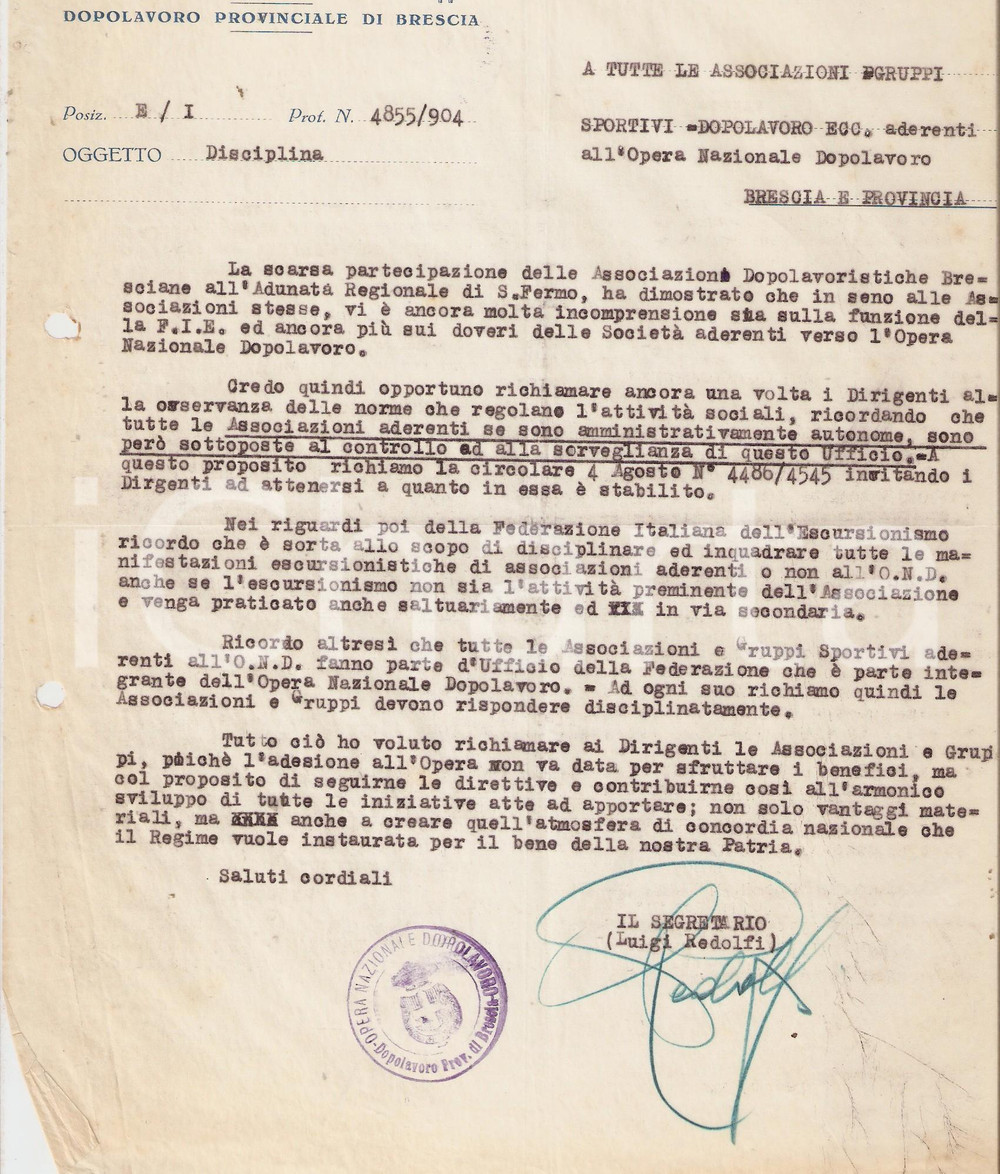 DOPOLAVORO PROVINCIALE DI BRESCIA
A TUTTE LE ASSOCIAZIONI GRUPPI
Posiz. E / I Prot. N. 4855/904
SPORTIVI =DOPOLAVORO ECC. aderenti
OGGETTO Disciplina
all'Opera Nazionale Dopolavoro
BRESCIA E PROVINCIA
La scarsa partecipazione delle Associazioni Dopolavoristiche Bre=
sciane all'Adunata Regionale di S.Fermo, ha dimostrato che in seno alle As=
sociazioni stesse, vi è ancora molta incomprensione sia sulla funzione del=
la F.I.E. ed ancora più sui doveri delle Società aderenti verso l'Opera
Nazionale Dopolavoro.
Credo quindi opportuno richiamare ancora una volta i Dirigenti al=
la osservanza delle norme che regolano l'attività sociali, ricordando che
tutte le Associazioni aderenti se sono amministrativamente autonome, sono
però sottoposte al controllo ed alla sorveglianza di questo Ufficio.=A
questo proposito richiamo la circolare 4 Agosto N° 4486/4545 invitando i
Dirgenti ad attenersi a quanto in essa è stabilito.
Nei riguardi poi della Federazione Italiana dell'Escursionismo
ricordo che è sorta allo scopo di disciplinare ed inquadrare tutte le ma=
nifestazioni escursionistiche di associazioni aderenti o non all'O.N.D.
anche se l'escursionismo non sia l'attività preminente dell'Associazione
e venga praticato anche saltuariamente ed XXX in via secondaria.
Ricordo altresì che tutte le Associazioni e Gruppi Sportivi ade=
renti all'O.N.D. fanno parte d'Ufficio della Federazione che è parte inte=
grante dell'Opera Nazionale Dopolavoro. = Ad ogni suo richiamo quindi le
Associazioni e Gruppi devono rispondere disciplinatamente.
Tutto ciò ho voluto richiamare ai Dirigenti le Associazioni e Grup
pi, poichè l'adesione all'Opera non va data per sfruttare i benefici, ma
col proposito di seguirne le direttive e contribuirne così all'armonico
sviluppo di tutte le iniziative atte ad apportare; non solo vantaggi mate=
riali, ma XXXX anche a creare quell'atmosfera di concordia nazionale che
il Regime vuole instaurata per il bene della nostra Patria.
Saluti cordiali
IL SEGRETARIO
(Luigi Redolfi)
Redolfi
OPERA NAZIONALE DOPOLAVORO
Dopolavoro Prov. di Brescia